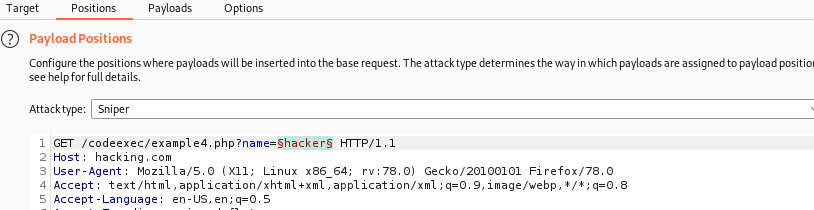 Target Positions Payloads Options
? Payload Positions
Configure the positions where payloads will be inserted into the base request. The attack type determines the way in which payloads are assigned to payload
see help for full details.
Attack type: Sniper
1 GET /codeexec/example4.php?name=§hacker§ HTTP/1.1
2 Host: hacking.com
3 User-Agent: Mozilla/5.0 (X11; Linux x86_64; rv:78.0) Gecko/20100101 Firefox/78.0
4 Accept: text/html,application/xhtml+xml,application/xml;q=0.9,image/webp,*/*;q=0.8
5 Accept-Language: en-US,en;q=0.5